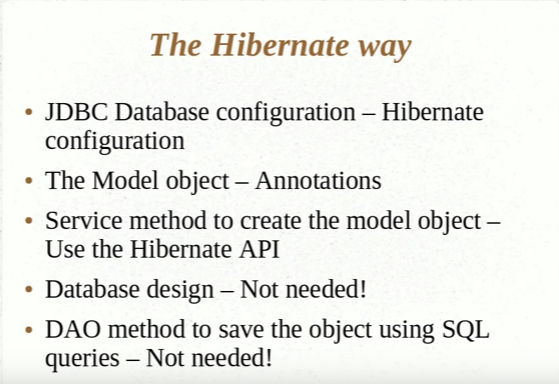 The Hibernate way
• JDBC Database configuration – Hibernate
configuration
• The Model object – Annotations
• Service method to create the model object –
Use the Hibernate API
• Database design – Not needed!
• DAO method to save the object using SQL
queries – Not needed!